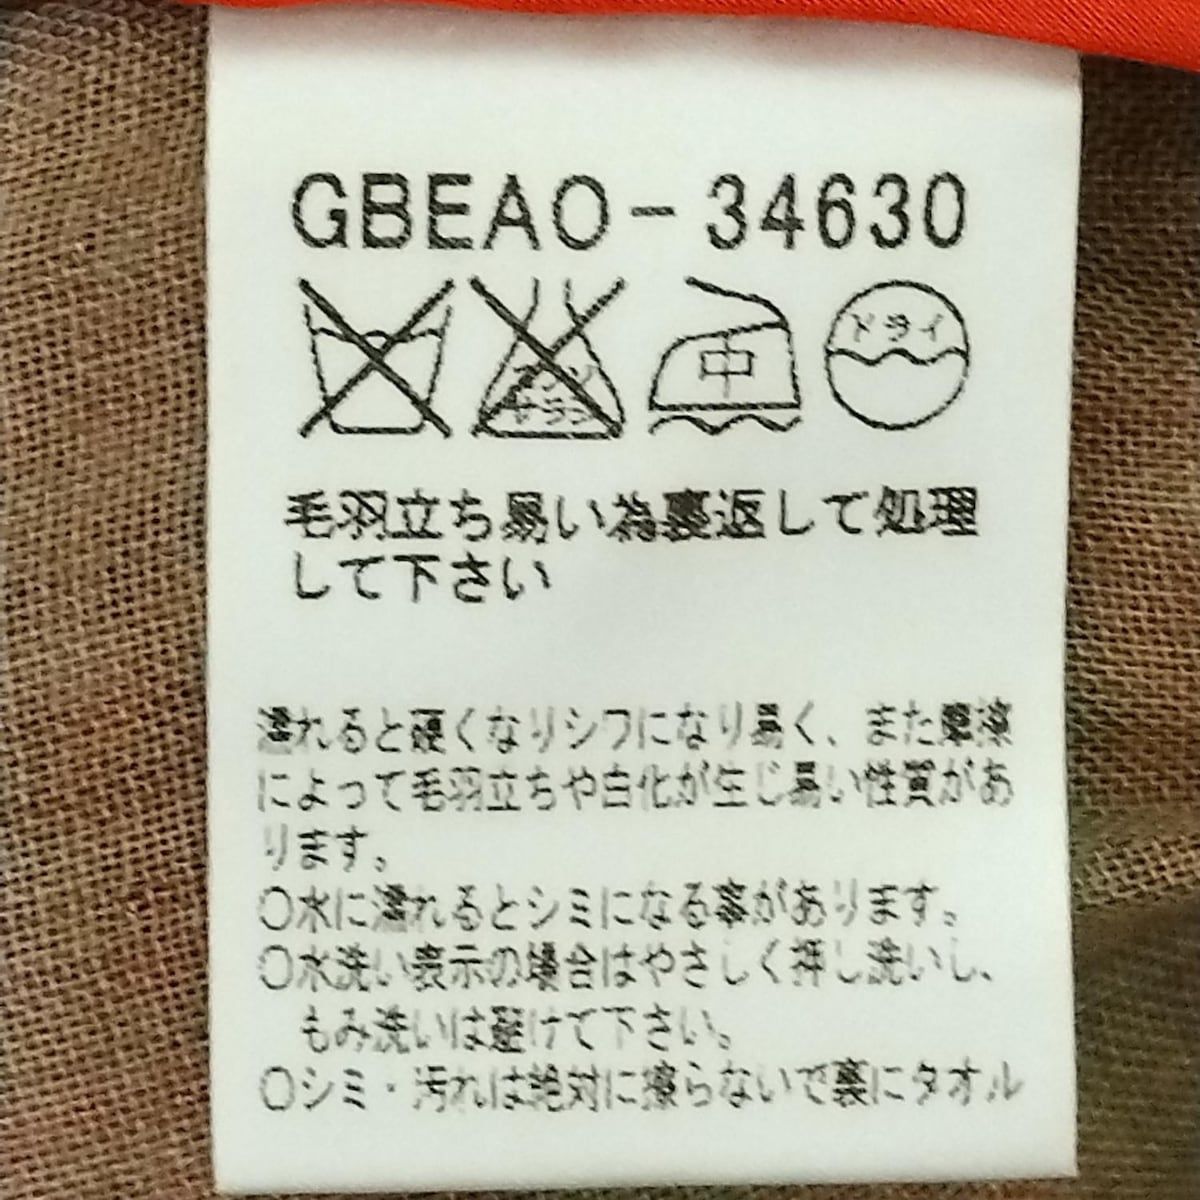 GBEAO-34630
エンソ
サラシ
中
ドライ
毛羽立ち易い為裏返して処理
して下さい
濡れると硬くなりシワになり易く、また摩擦
によって毛羽立ちや白化が生じ易い性質があ
ります。
○水に濡れるとシミになる事があります。
○水洗い表示の場合はやさしく押し洗いし、
もみ洗いは避けて下さい。
○シミ・汚れは絶対に擦らないで裏にタオル